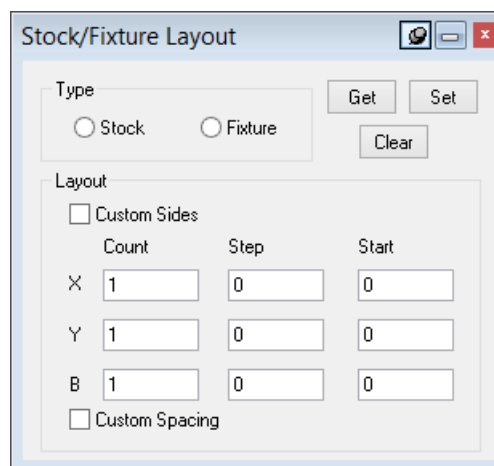 Stock/Fixture Layout
Type
Get Set
Stock Fixture
Clear
Layout
Custom Sides
Count Step Start
X 1 0 0
Y 1 0 0
B 1 0 0
Custom Spacing